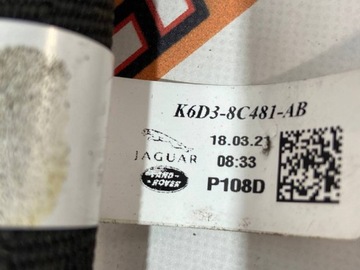 K6D3-8C481-AB
18.03.21
JAGUAR
08:33
LAND-
ROVER
P108D